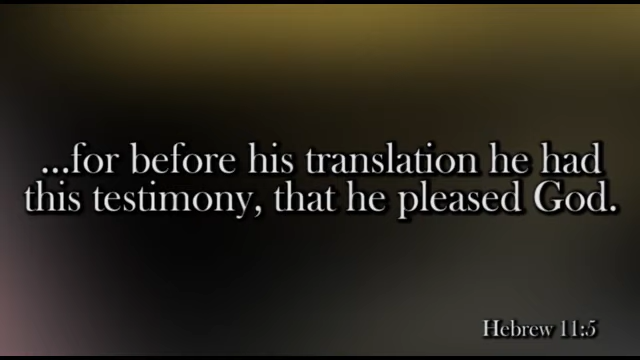 ...for before his translation he had
this testimony, that he pleased God.
Hebrew 11:5